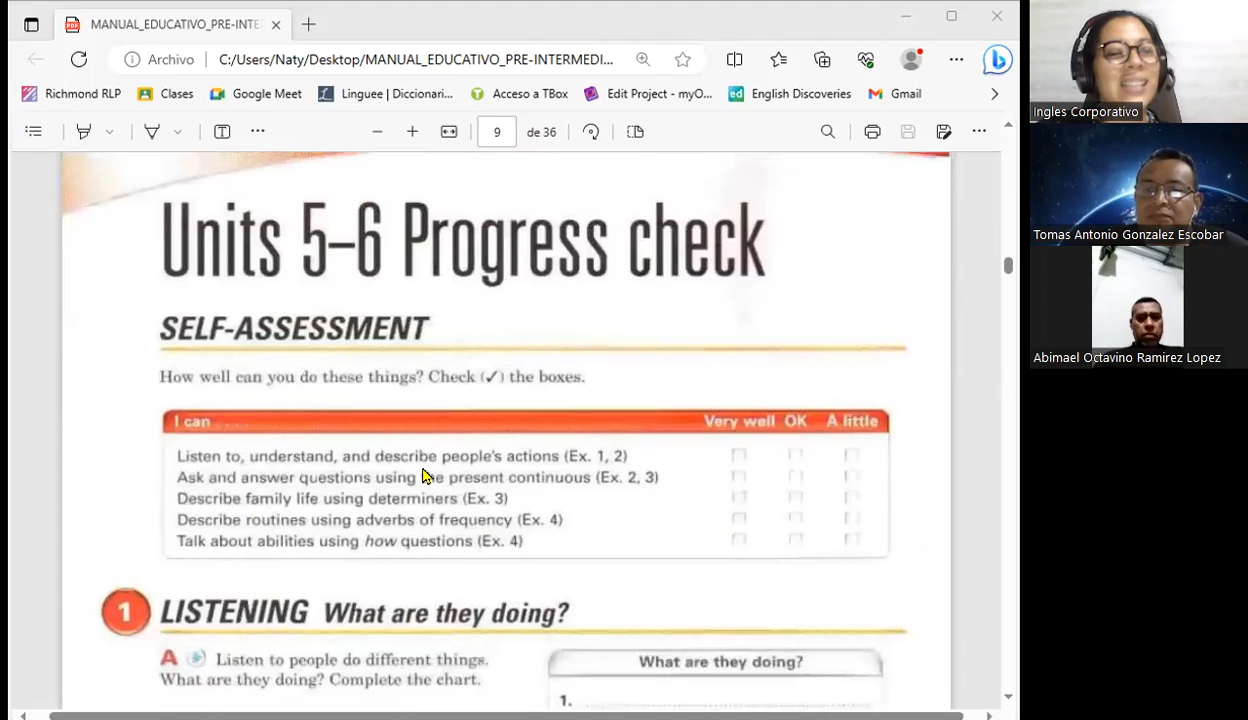 MANUAL_EDUCATIVO_PRE-INTE
Archivo
C:/Users/Naty/Desktop/MANUAL_EDUCATIVO_PRE-INTERMEDI...
Richmond RLP
Clases
Google Meet
Linguee | Diccionari...
Acceso a TBox
Edit Project - myO...
English Discoveries
Gmail
9 de 36
Units 5–6 Progress check
SELF-ASSESSMENT
How well can you do these things? Check (✓) the boxes.
I can . . . . Very well OK A little
Listen to, understand, and describe people's actions (Ex. 1, 2)
Ask and answer questions using the present continuous (Ex. 2, 3)
Describe family life using determiners (Ex. 3)
Describe routines using adverbs of frequency (Ex. 4)
Talk about abilities using how questions (Ex. 4)
1 LISTENING What are they doing?
A Listen to people do different things.
What are they doing? Complete the chart.
What are they doing?
1.
Ingles Corporativo
Tomas Antonio Gonzalez Escobar
Abimael Octavino Ramirez Lopez